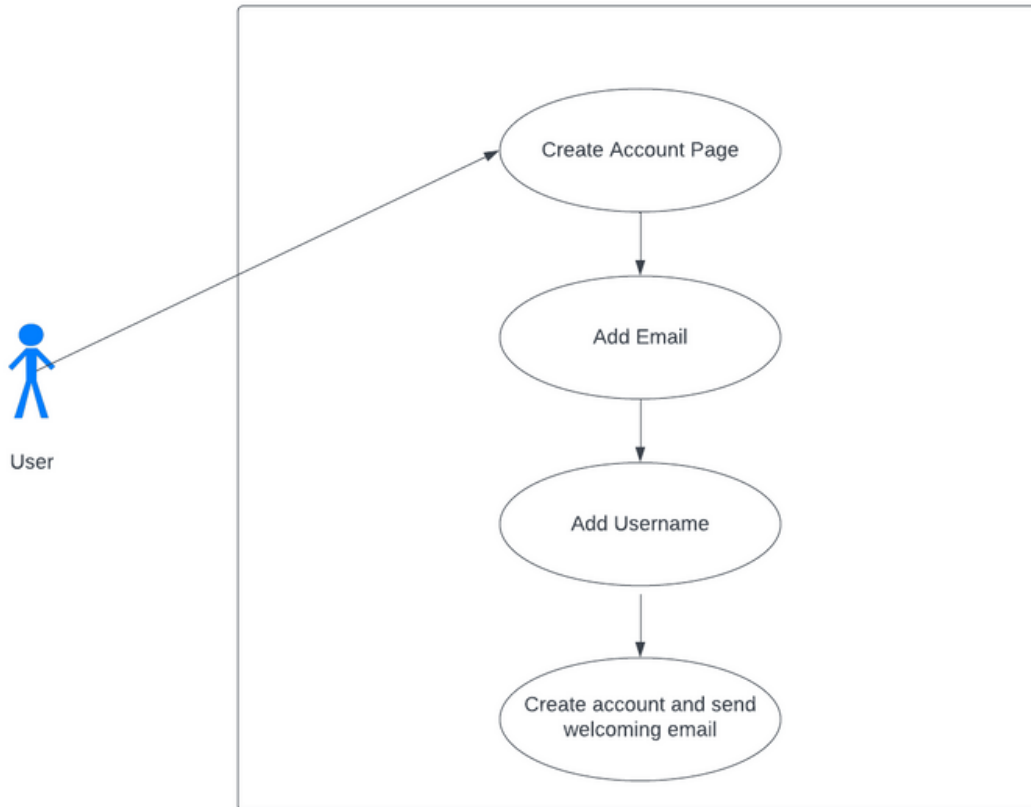 Create Account Page
Add Email
User
Add Username
Create account and send
welcoming email